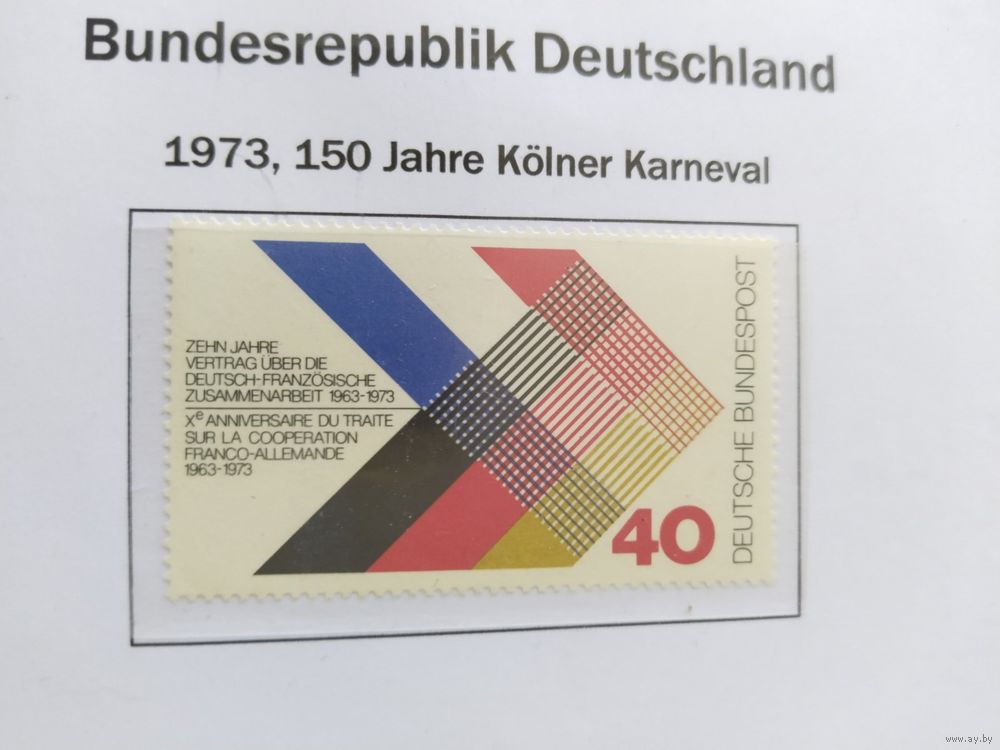 Bundesrepublik Deutschland
1973, 150 Jahre Kölner Karneval
ZEHN JAHRE
VERTRAG ÜBER DIE
DEUTSCH-FRANZÖSISCHE
ZUSAMMENARBEIT 1963-1973
Xe ANNIVERSAIRE DU TRAITE
SUR LA COOPERATION
FRANCO-ALLEMANDE
1963-1973
40
DEUTSCHE BUNDESPOST
www.ay.by